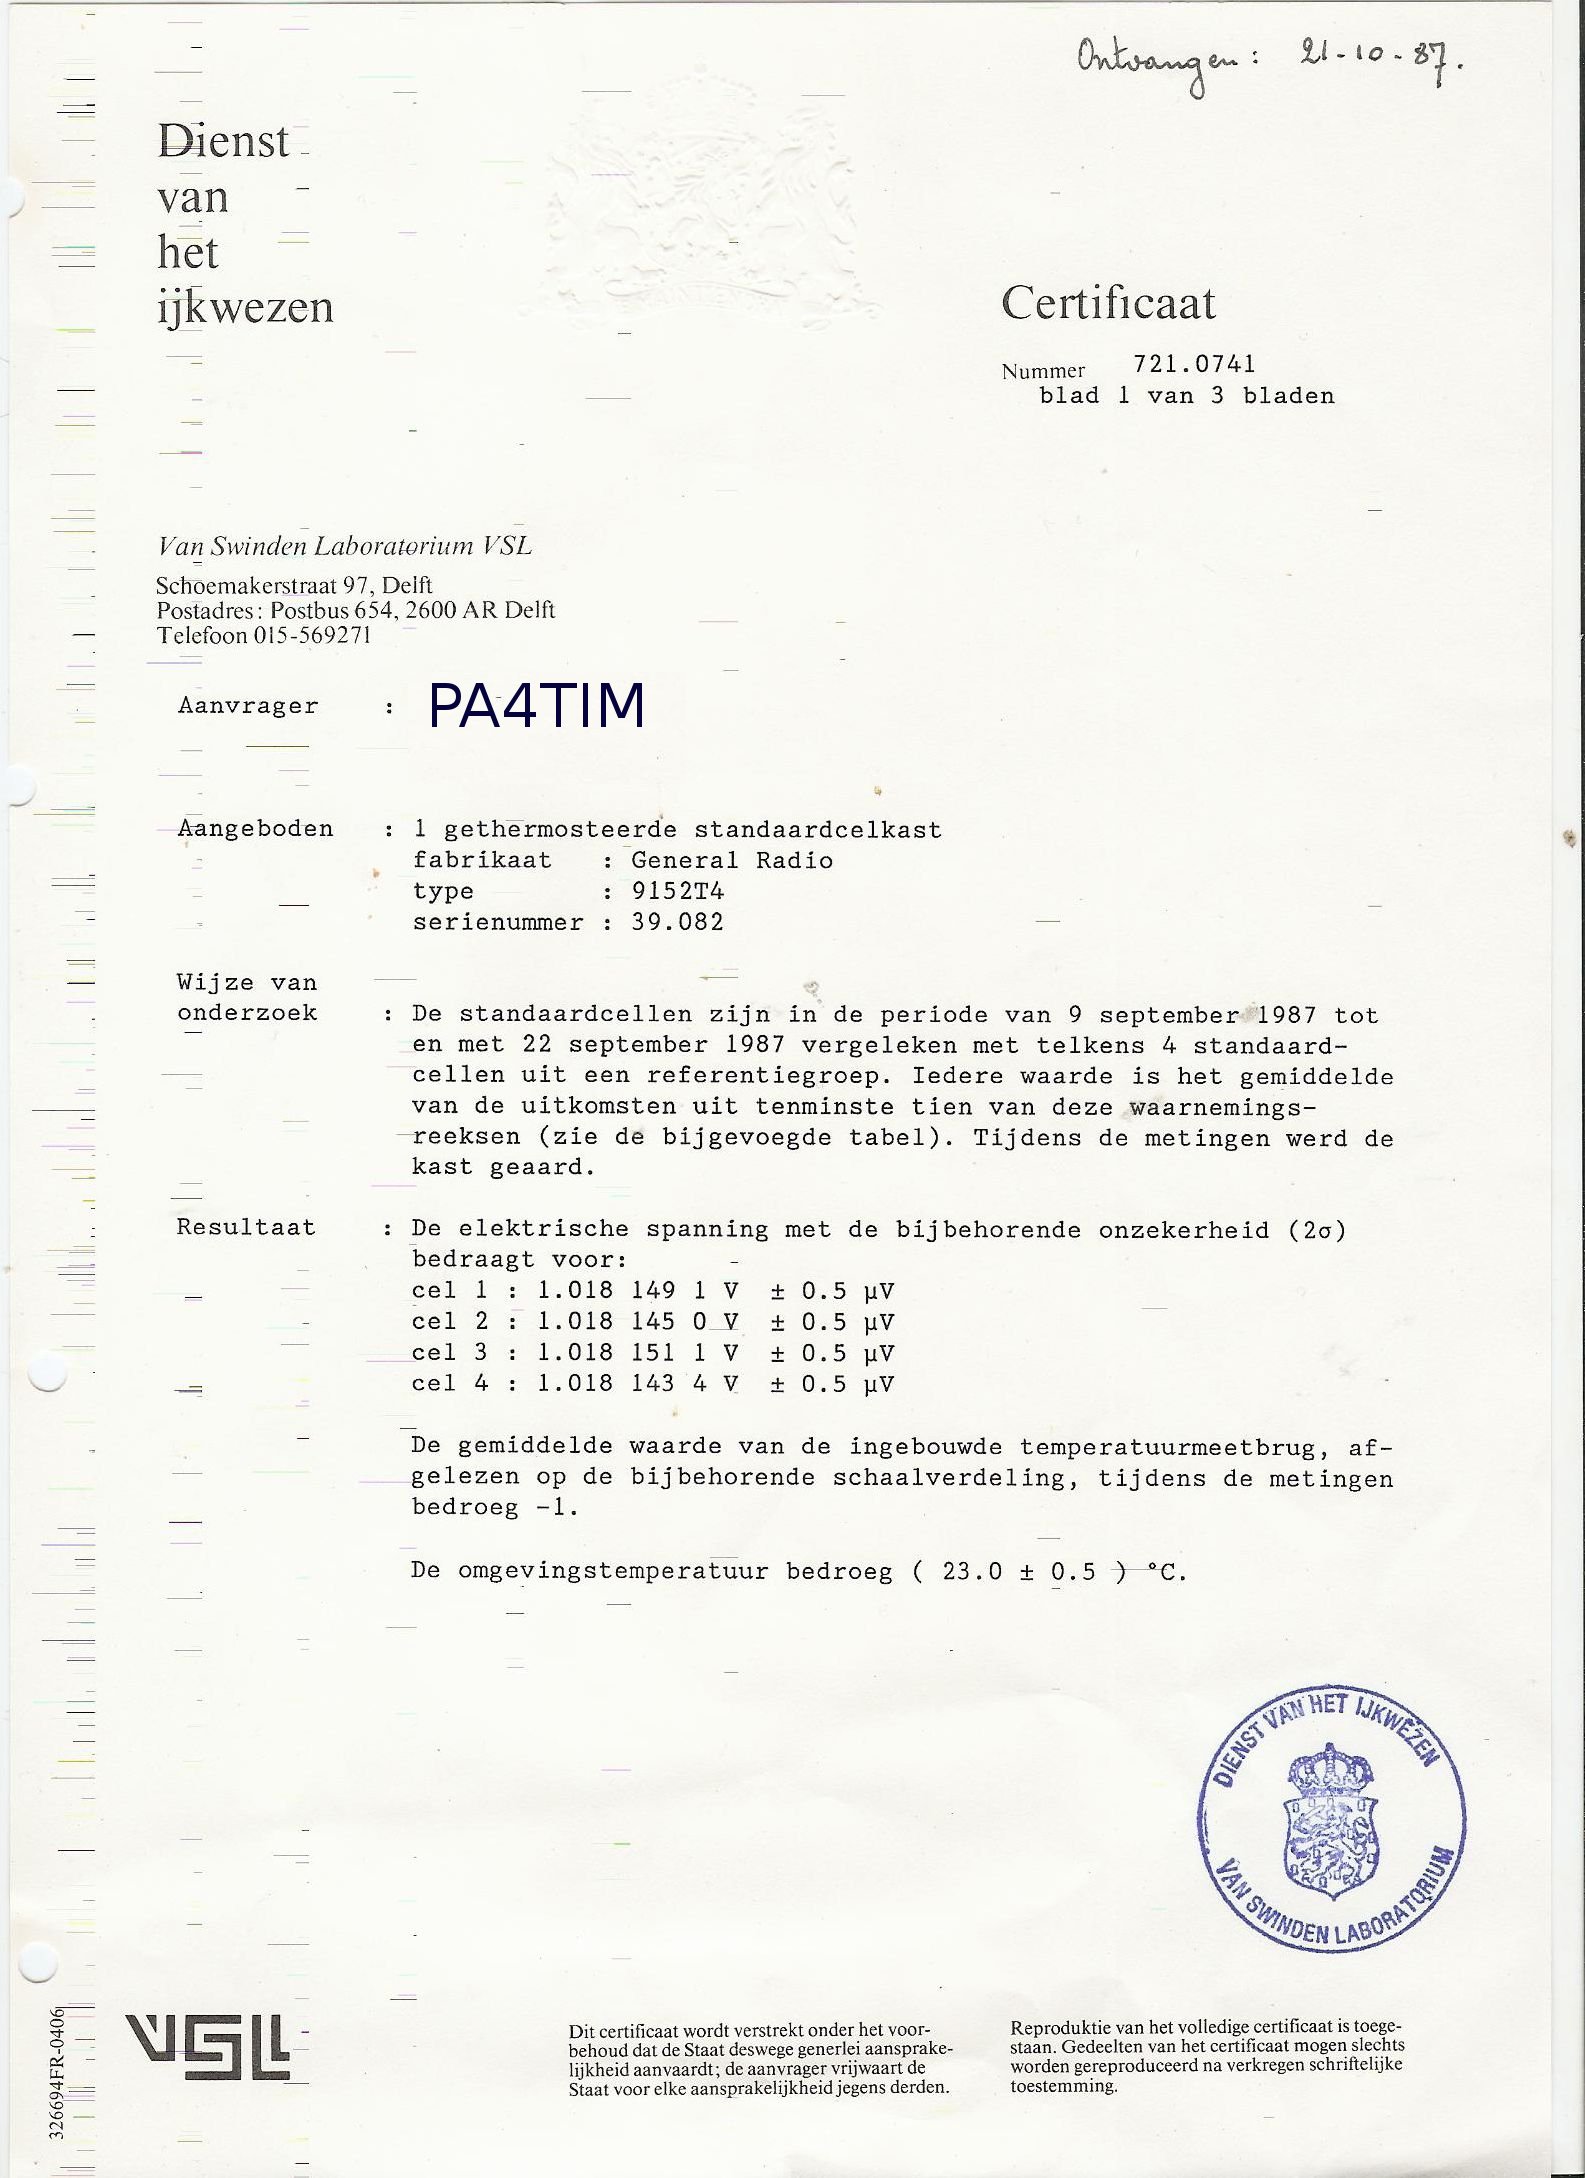 Ontvangen: 21-10-87.
Dienst
van
het
ijkwezen
Certificaat
Nummer 721.0741
blad 1 van 3 bladen
Van Swinden Laboratorium VSL
Schoemakerstraat 97, Delft
Postadres: Postbus 654, 2600 AR Delft
Telefoon 015-569271
Aanvrager : PA4TIM
Aangeboden : 1 gethermosteerde standaardcelkast
fabrikaat : General Radio
type : 9152T4
serienummer : 39.082
Wijze van
onderzoek : De standaardcellen zijn in de periode van 9 september 1987 tot
en met 22 september 1987 vergeleken met telkens 4 standaard-
cellen uit een referentiegroep. Iedere waarde is het gemiddelde
van de uitkomsten uit tenminste tien van deze waarnemings-
reeksen (zie de bijgevoegde tabel). Tijdens de metingen werd de
kast geaard.
Resultaat : De elektrische spanning met de bijbehorende onzekerheid (2σ)
bedraagt voor:
cel 1 : 1.018 149 1 V ± 0.5 µV
cel 2 : 1.018 145 0 V ± 0.5 µV
cel 3 : 1.018 151 1 V ± 0.5 µV
cel 4 : 1.018 143 4 V ± 0.5 µV
De gemiddelde waarde van de ingebouwde temperatuurmeetbrug, af-
gelezen op de bijbehorende schaalverdeling, tijdens de metingen
bedroeg -1.
De omgevingstemperatuur bedroeg ( 23.0 ± 0.5 ) °C.
DIENST VAN HET IJKWEZEN
VAN SWINDEN LABORATORIUM
326694FR-0406
VSL
Dit certificaat wordt verstrekt onder het voor-
behoud dat de Staat deswege generlei aansprake-
lijkheid aanvaardt; de aanvrager vrijwaart de
Staat voor elke aansprakelijkheid jegens derden.
Reproduktie van het volledige certificaat is toege-
staan. Gedeelten van het certificaat mogen slechts
worden gereproduceerd na verkregen schriftelijke
toestemming.